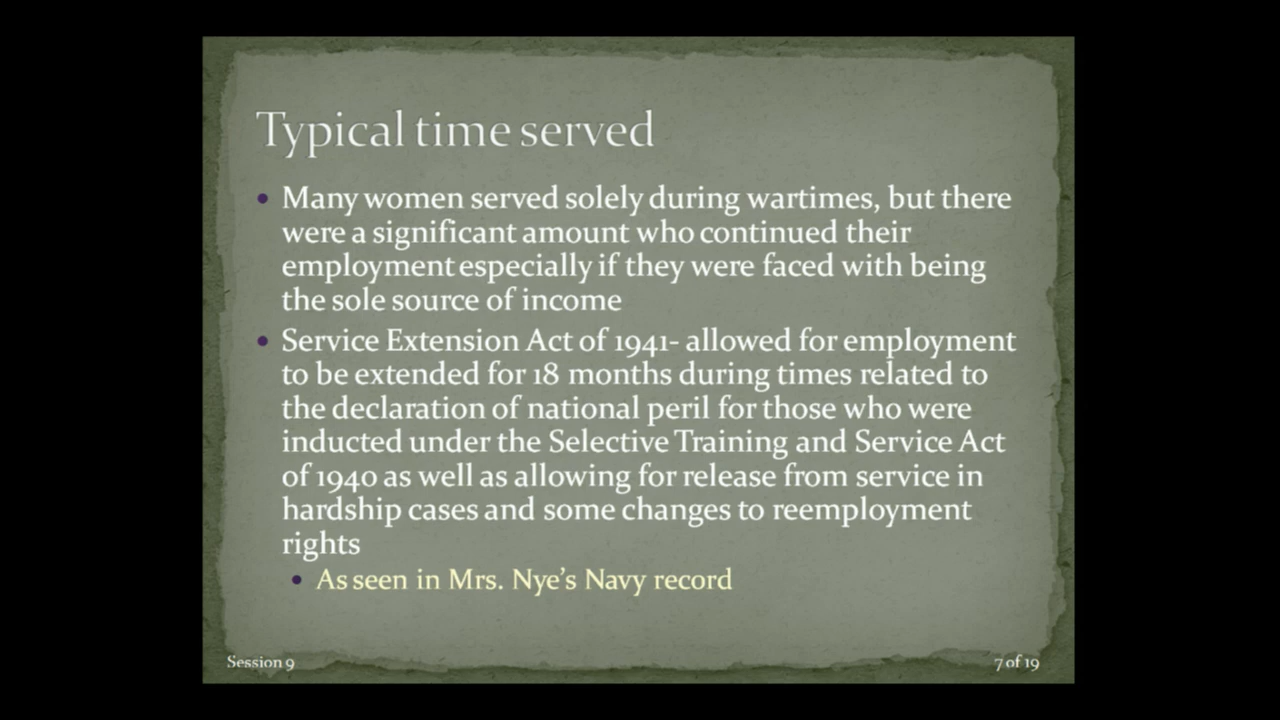 Typical time served
• Many women served solely during wartimes, but there
were a significant amount who continued their
employment especially if they were faced with being
the sole source of income
• Service Extension Act of 1941- allowed for employment
to be extended for 18 months during times related to
the declaration of national peril for those who were
inducted under the Selective Training and Service Act
of 1940 as well as allowing for release from service in
hardship cases and some changes to reemployment
rights
• As seen in Mrs. Nye’s Navy record
Session 9
7 of 19